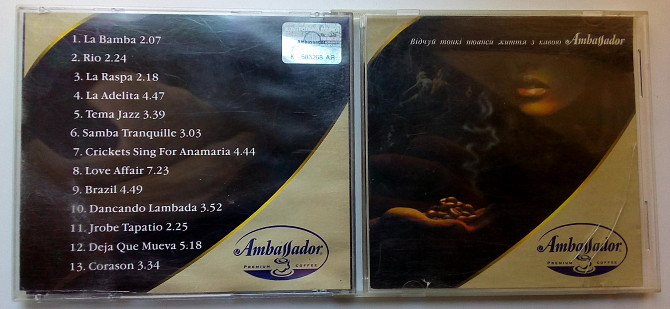 1. La Bamba 2.07
2. Rio 2.24
3. La Raspa 2.18
4. La Adelita 4.47
5. Tema Jazz 3.39
6. Samba Tranquille 3.03
7. Crickets Sing For Anamaria 4.44
8. Love Affair 7.23
9. Brazil 4.49
10. Dancando Lambada 3.52
11. Jrobe Tapatio 2.25
12. Deja Que Mueva 5.18
13. Corason 3.34
Ambassador
PREMIUM COFFEE
Відчуй тонкі нюанси життя з кавою Ambassador
Ambassador
PREMIUM COFFEE